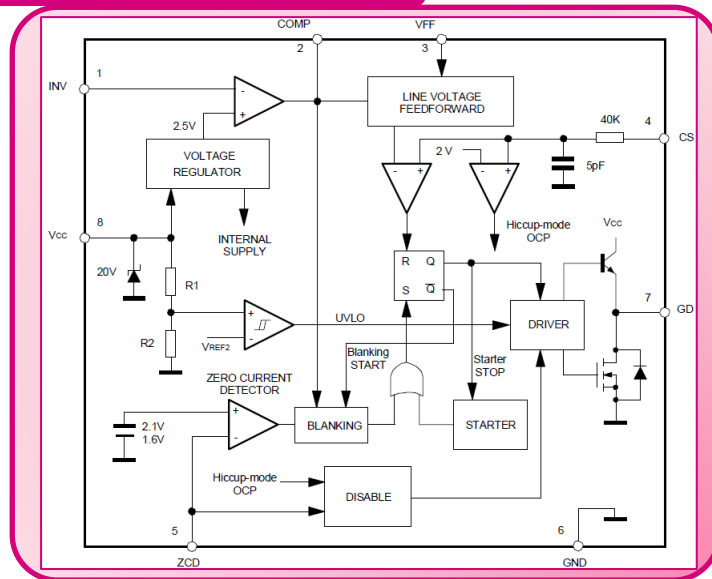 COMP
VFF
2
3
INV
1
LINE VOLTAGE
FEEDFORWARD
2.5V
40K
4
CS
2 V
5pF
VOLTAGE
REGULATOR
8
Vcc
INTERNAL
SUPPLY
Hiccup-mode
OCP
Vcc
20V
R1
R Q
S Q̅
7
GD
UVLO
DRIVER
R2
VREF2
Blanking
START
Starter
STOP
ZERO CURRENT
DETECTOR
2.1V
1.6V
BLANKING
STARTER
Hiccup-mode
OCP
DISABLE
5
6
ZCD
GND